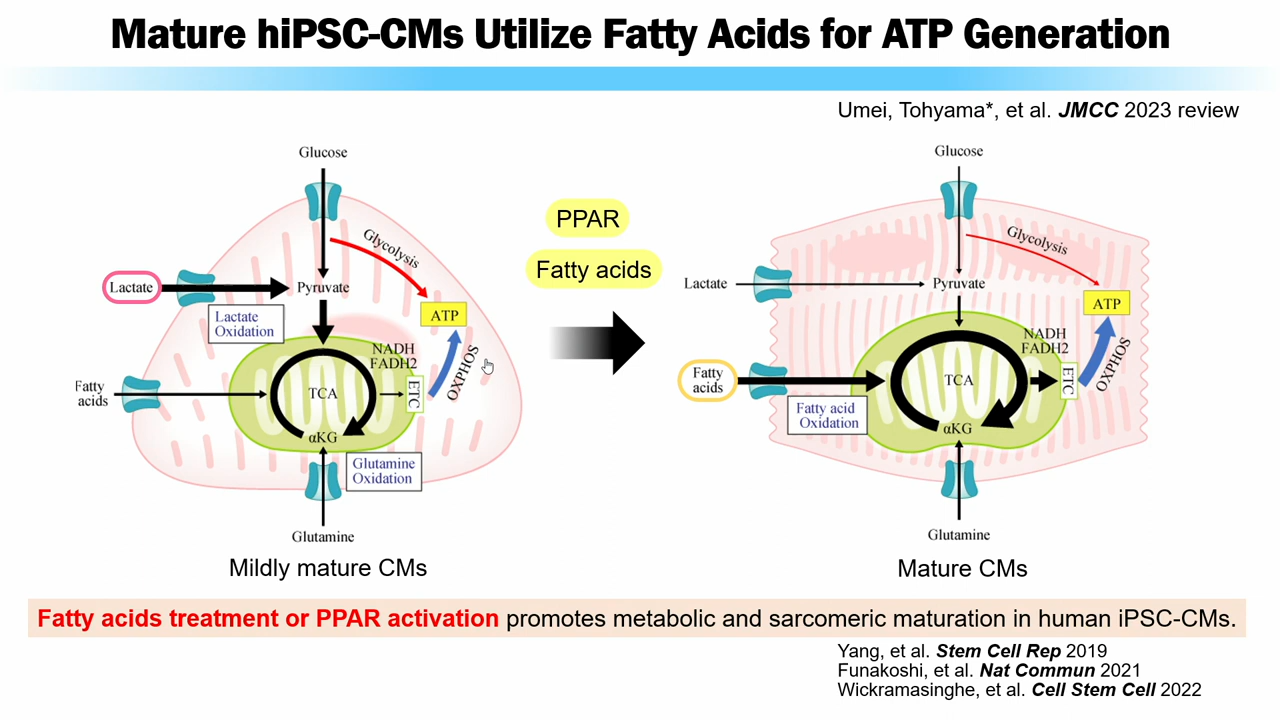 Mature hiPSC-CMs Utilize Fatty Acids for ATP Generation
Umei, Tohyama*, et al. JMCC 2023 review
Glucose
Glycolysis
Lactate
Pyruvate
Lactate
Oxidation
ATP
NADH
FADH2
OXPHOS
Fatty
acids
TCA
ETC
αKG
Glutamine
Oxidation
Glutamine
Mildly mature CMs
PPAR
Fatty acids
Glucose
Glycolysis
Lactate
Pyruvate
ATP
NADH
FADH2
OXPHOS
Fatty
acids
TCA
ETC
Fatty acid
Oxidation
αKG
Glutamine
Mature CMs
Fatty acids treatment or PPAR activation promotes metabolic and sarcomeric maturation in human iPSC-CMs.
Yang, et al. Stem Cell Rep 2019
Funakoshi, et al. Nat Commun 2021
Wickramasinghe, et al. Cell Stem Cell 2022